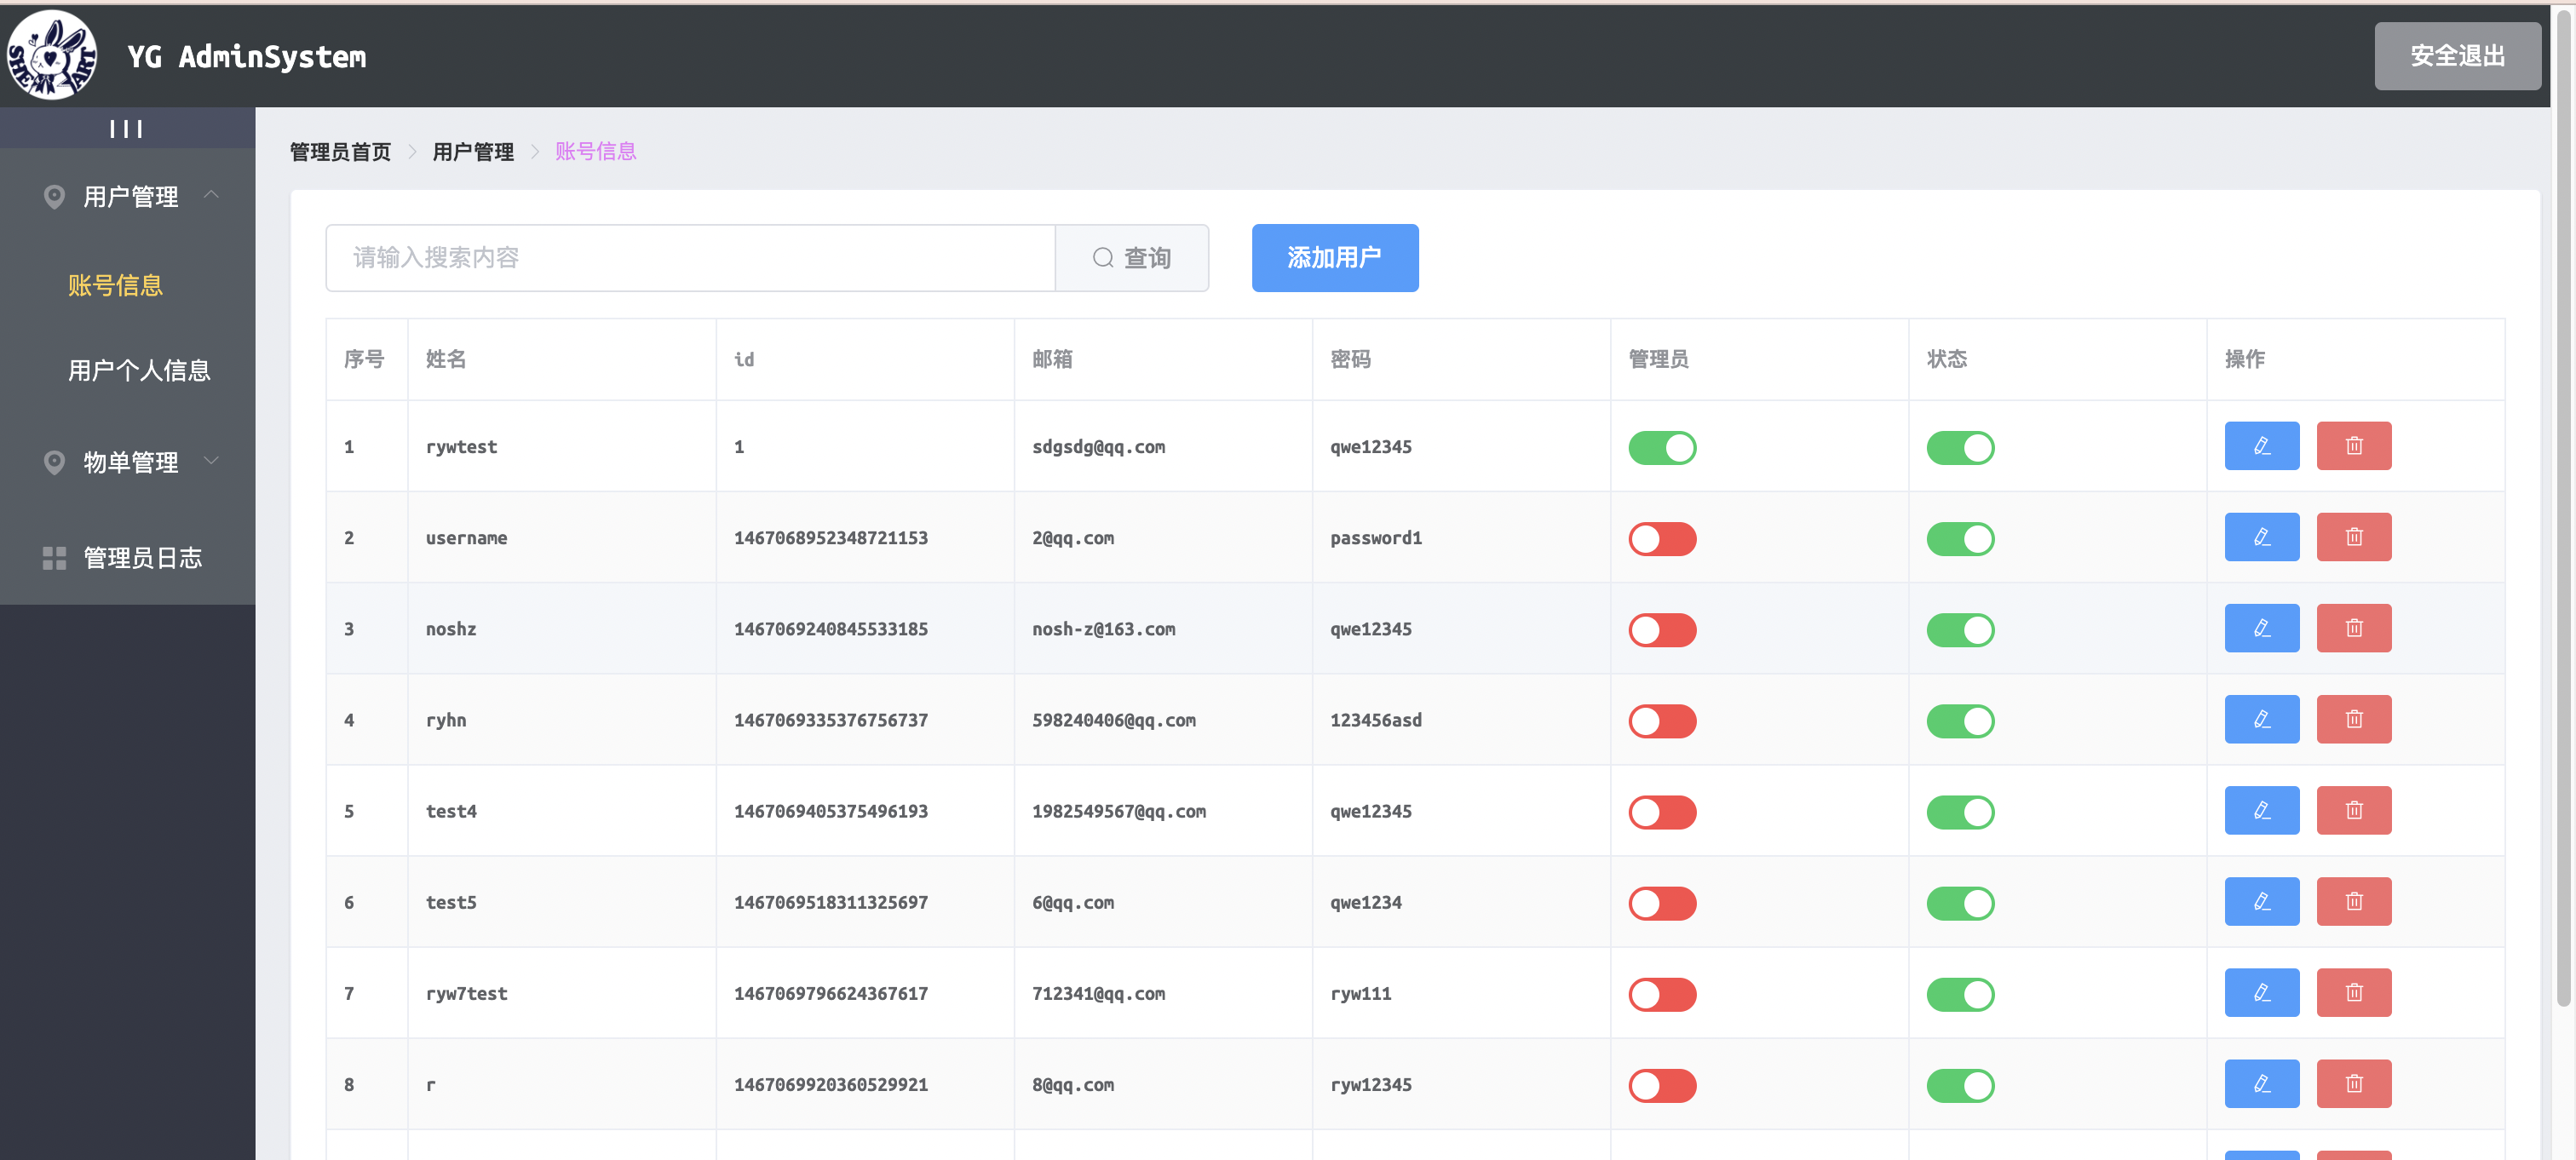 SHE ART
YG AdminSystem
安全退出
管理员首页 > 用户管理 > 账号信息
用户管理
账号信息
用户个人信息
物单管理
管理员日志
请输入搜索内容 查询 添加用户
序号 姓名 id 邮箱 密码 管理员 状态 操作
1 rywtest 1 sdgsdg@qq.com qwe12345
2 username 1467068952348721153 2@qq.com password1
3 noshz 1467069240845533185 nosh-z@163.com qwe12345
4 ryhn 1467069335376756737 598240406@qq.com 123456asd
5 test4 1467069405375496193 1982549567@qq.com qwe12345
6 test5 1467069518311325697 6@qq.com qwe1234
7 ryw7test 1467069796624367617 712341@qq.com ryw111
8 r 1467069920360529921 8@qq.com ryw12345